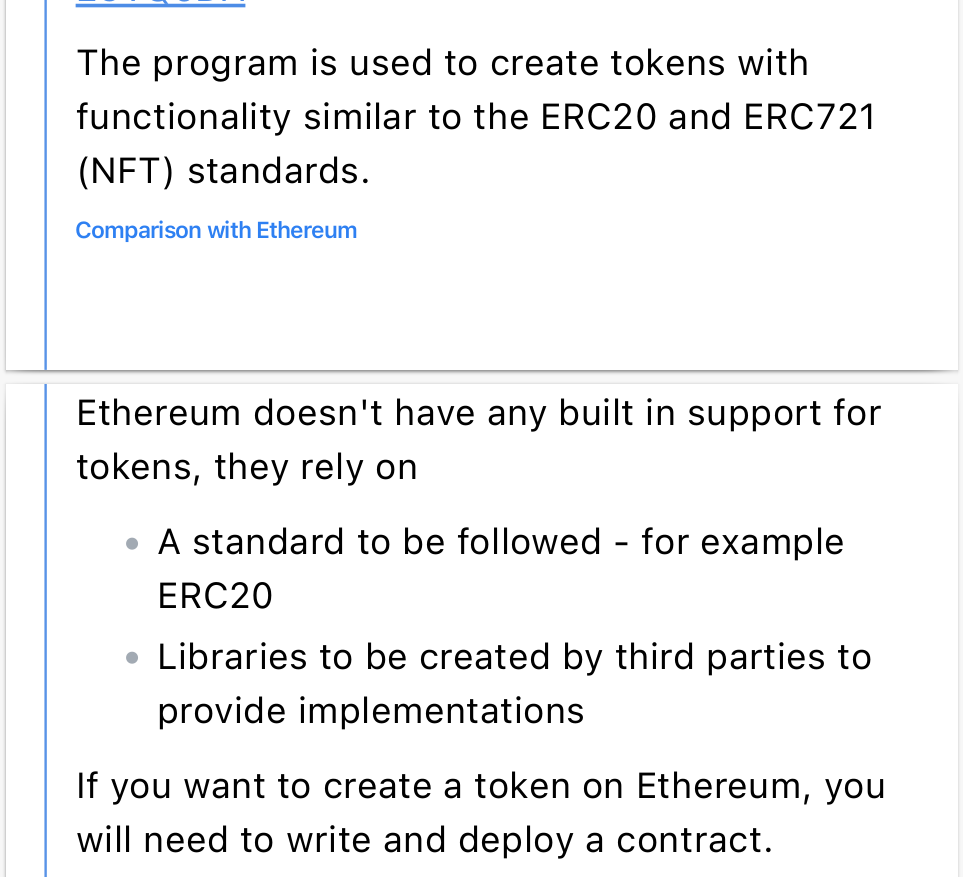 The program is used to create tokens with
functionality similar to the ERC20 and ERC721
(NFT) standards.
Comparison with Ethereum
Ethereum doesn't have any built in support for
tokens, they rely on
• A standard to be followed - for example
ERC20
• Libraries to be created by third parties to
provide implementations
If you want to create a token on Ethereum, you
will need to write and deploy a contract.